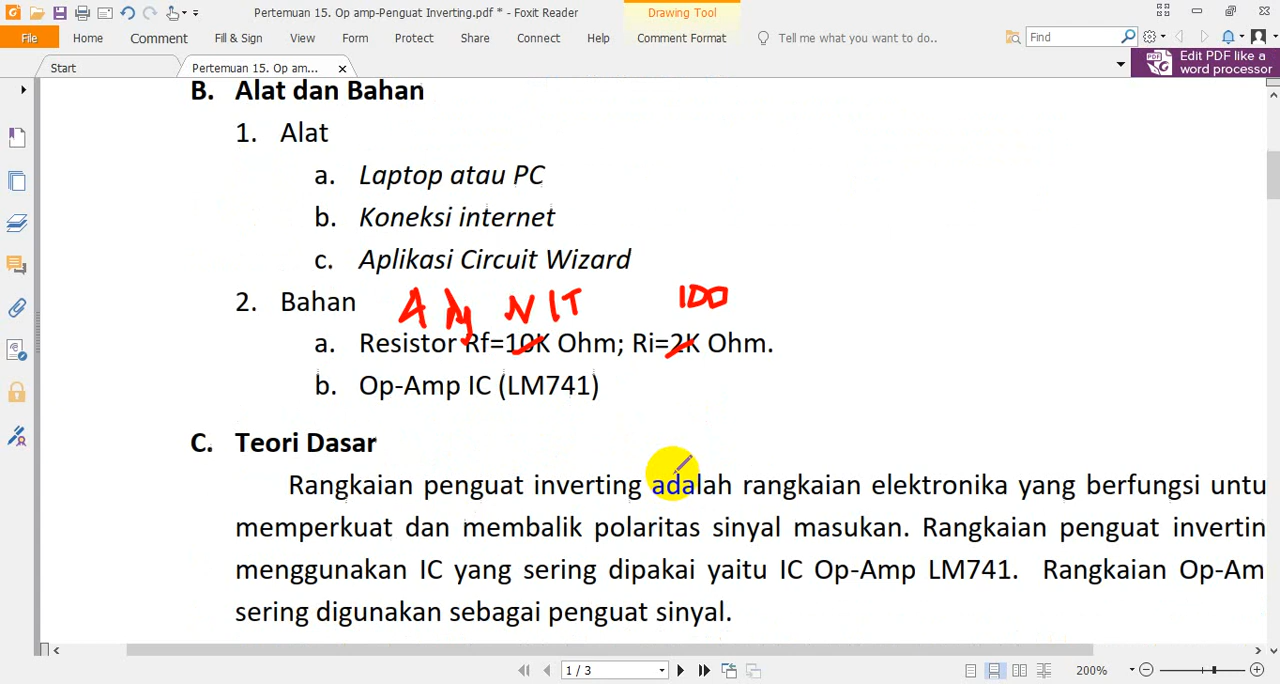 Pertemuan 15. Op amp-Penguat Inverting.pdf * - Foxit Reader
Drawing Tool
File
Home
Comment
Fill & Sign
View
Form
Protect
Share
Connect
Help
Comment Format
Tell me what you want to do..
Find
Start
Pertemuan 15. Op am...
Edit PDF like a
word processor
B. Alat dan Bahan
1. Alat
a. Laptop atau PC
b. Koneksi internet
c. Aplikasi Circuit Wizard
2. Bahan
100
a. Resistor Rf=10K Ohm; Ri=2K Ohm.
b. Op-Amp IC (LM741)
C. Teori Dasar
Rangkaian penguat inverting adalah rangkaian elektronika yang berfungsi untu
memperkuat dan membalik polaritas sinyal masukan. Rangkaian penguat invertin
menggunakan IC yang sering dipakai yaitu IC Op-Amp LM741. Rangkaian Op-Am
sering digunakan sebagai penguat sinyal.
1 / 3
200%